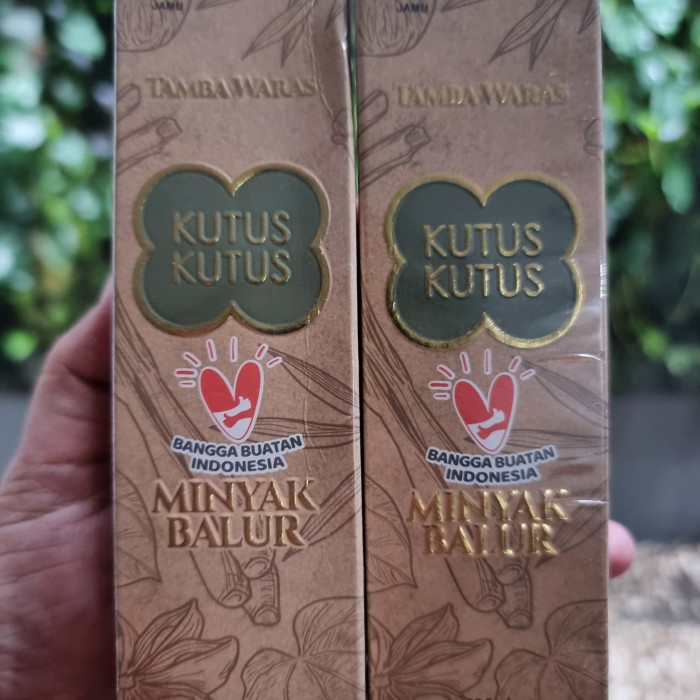 JAMU
TAMBA WARAS
KUTUS
KUTUS
BANGGA BUATAN
INDONESIA
MINYAK
BALUR
JAMU
TAMBA WARAS
KUTUS
KUTUS
BANGGA BUATAN
INDONESIA
MINYAK
BALUR